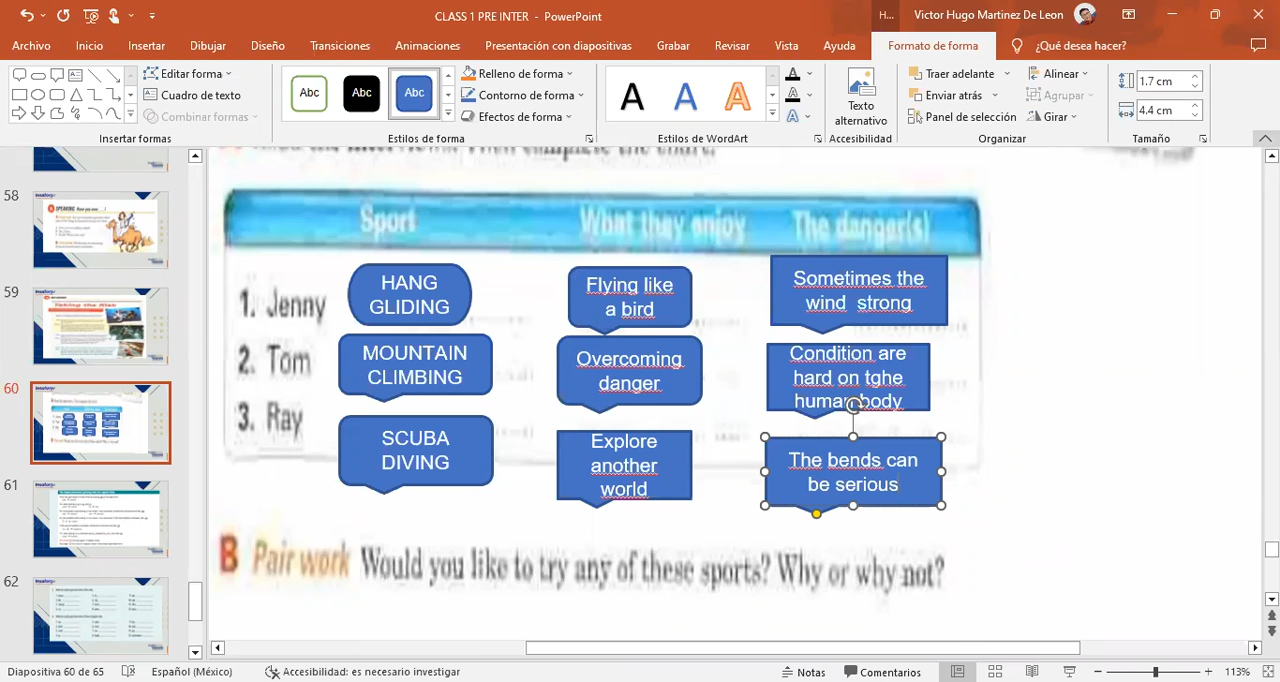 CLASS 1 PRE INTER - PowerPoint
H...
Victor Hugo Martinez De Leon
Archivo Inicio Insertar Dibujar Diseño Transiciones Animaciones Presentación con diapositivas Grabar Revisar Vista Ayuda Formato de forma ¿Qué desea hacer?
Editar forma
Cuadro de texto
Combinar formas
Insertar formas
Abc Abc Abc
Relleno de forma
Contorno de forma
Efectos de forma
Estilos de forma
A A A
Estilos de WordArt
Texto
alternativo
Accesibilidad
Traer adelante
Enviar atrás
Panel de selección
Alinear
Agrupar
Girar
Organizar
1.7 cm
4.4 cm
Tamaño
58
59
60
61
62
Sport What they enjoy The danger(s)
1. Jenny
HANG
GLIDING
Flying like
a bird
Sometimes the
wind strong
2. Tom
MOUNTAIN
CLIMBING
Overcoming
danger
Condition are
hard on tghe
human body
3. Ray
SCUBA
DIVING
Explore
another
world
The bends can
be serious
B Pair work Would you like to try any of these sports? Why or why not?
Diapositiva 60 de 65 Español (México) Accesibilidad: es necesario investigar Notas Comentarios 113%